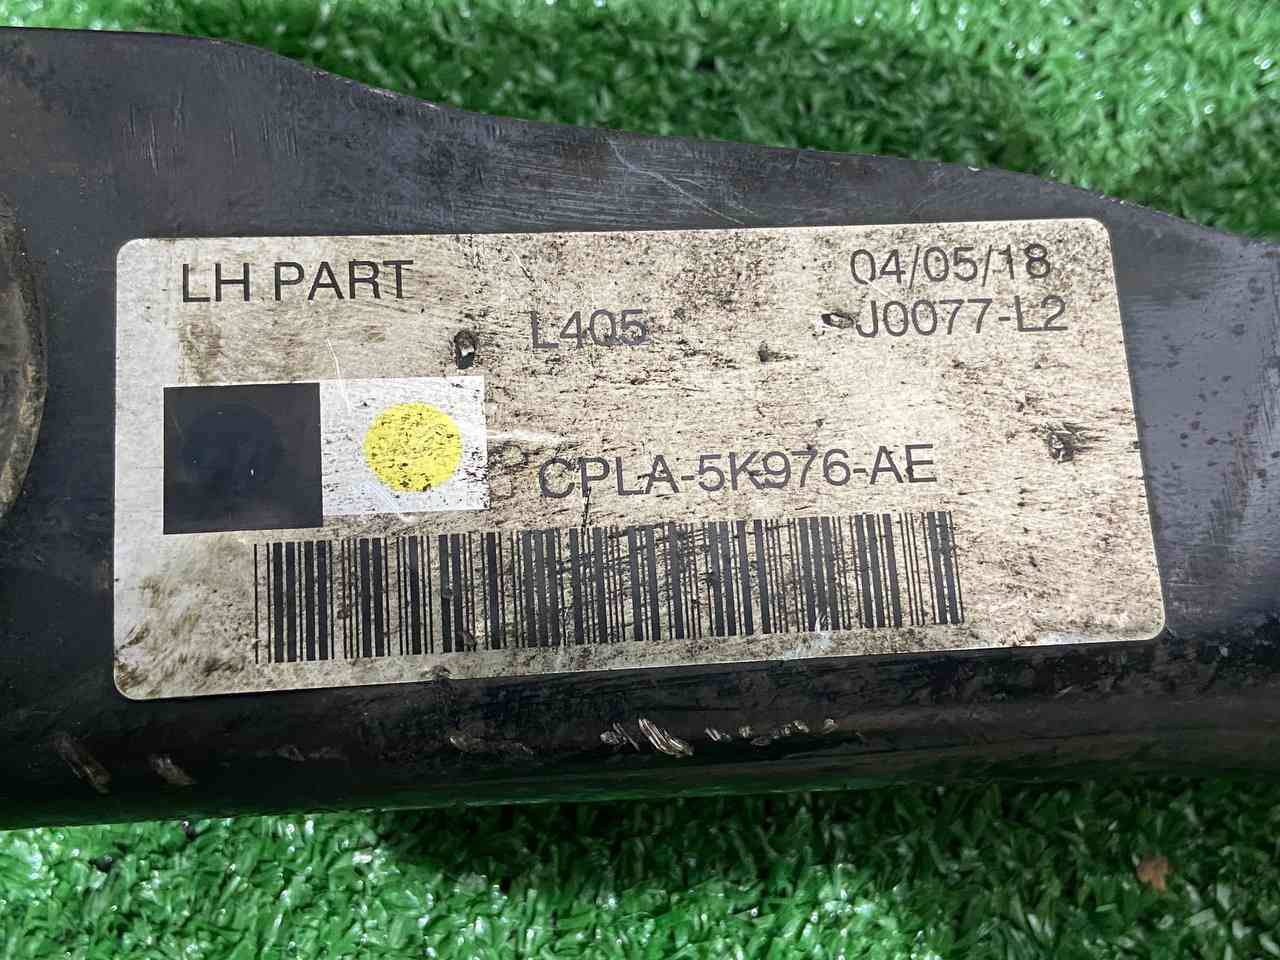 LH PART
04/05/18
L405
J0077-L2
CPLA-5K976-AE